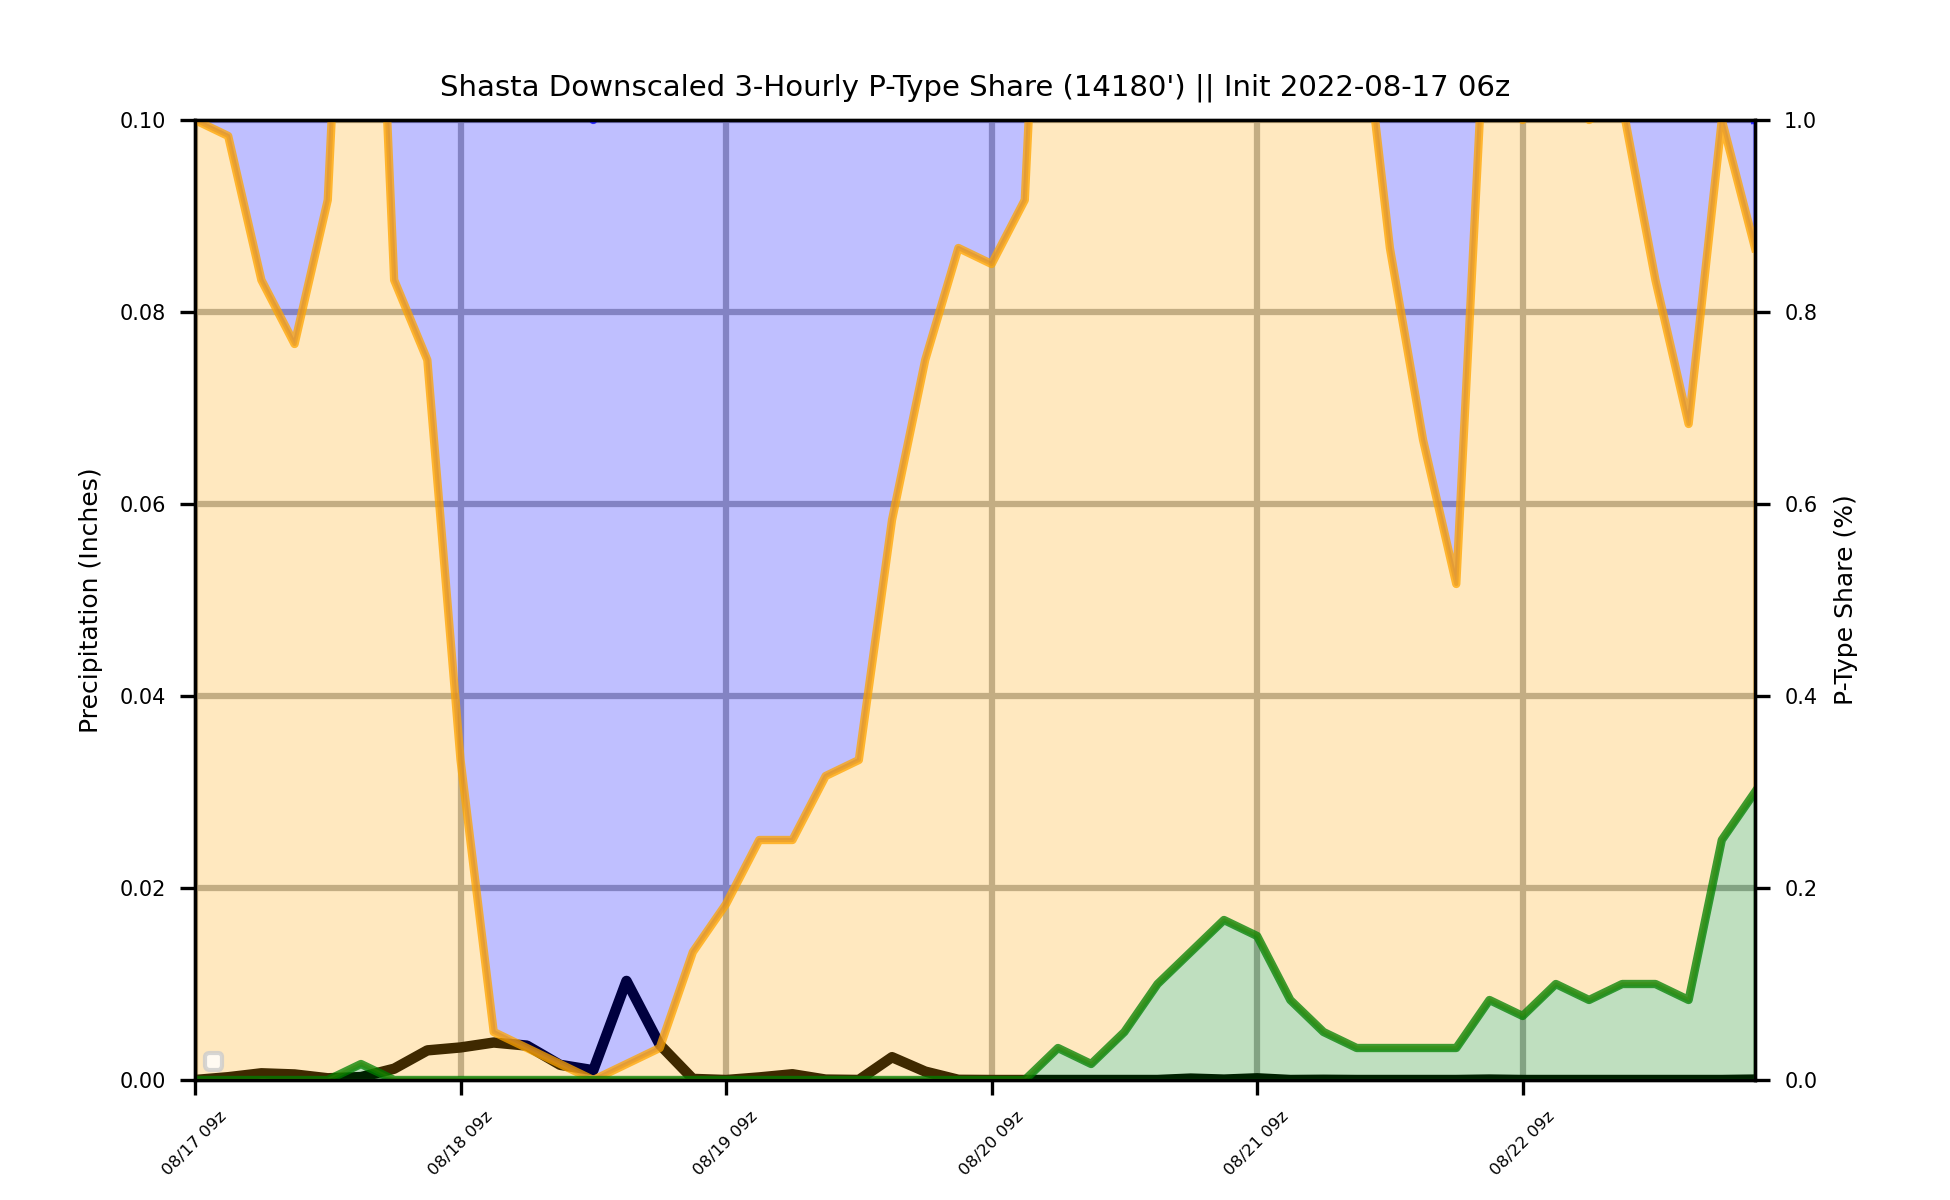 Shasta Downscaled 3-Hourly P-Type Share (14180') || Init 2022-08-17 06z
Precipitation (Inches)
0.10
0.08
0.06
0.04
0.02
0.00
1.0
0.8
0.6
0.4
0.2
0.0
P-Type Share (%)
08/17 09z
08/18 09z
08/19 09z
08/20 09z
08/21 09z
08/22 09z